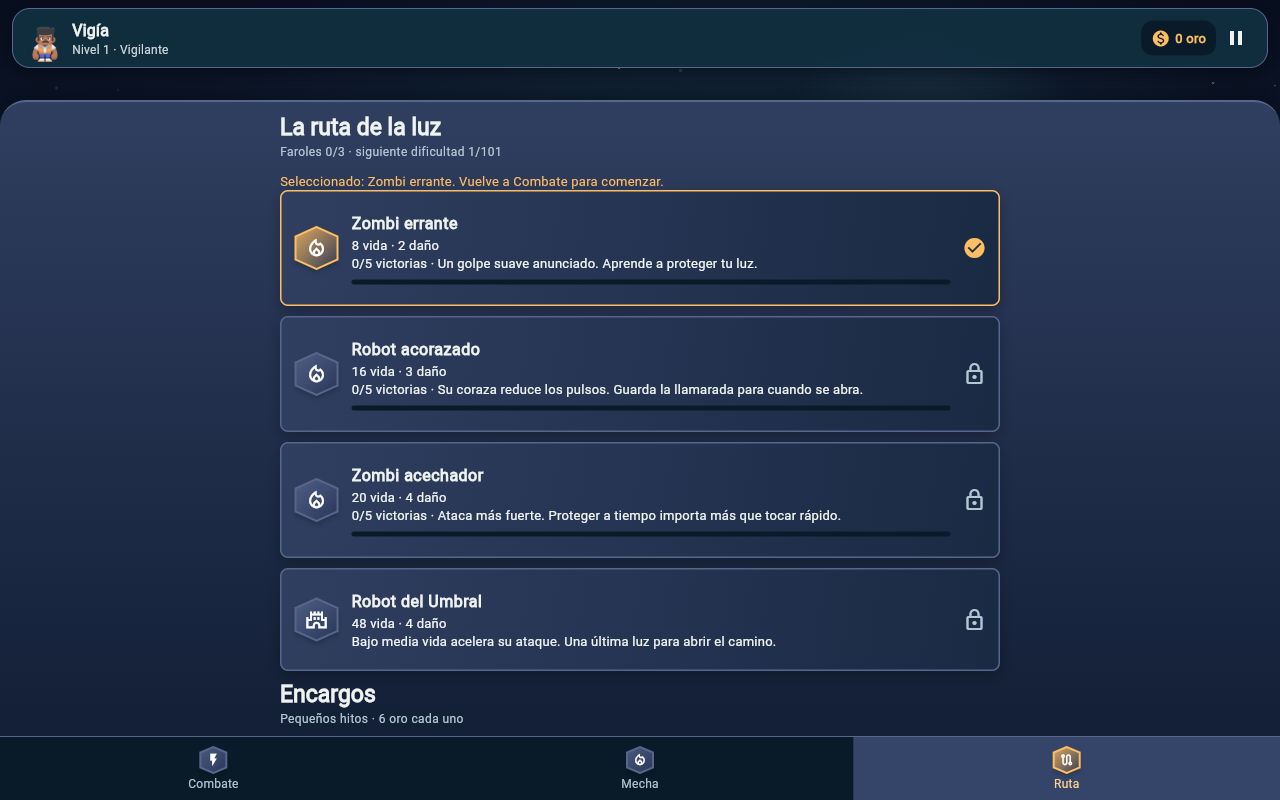 Vigía
Nivel 1 · Vigilante
0 oro
La ruta de la luz
Faroles 0/3 · siguiente dificultad 1/101
Seleccionado: Zombi errante. Vuelve a Combate para comenzar.
Zombi errante
8 vida · 2 daño
0/5 victorias · Un golpe suave anunciado. Aprende a proteger tu luz.
Robot acorazado
16 vida · 3 daño
0/5 victorias · Su coraza reduce los pulsos. Guarda la llamarada para cuando se abra.
Zombi acechador
20 vida · 4 daño
0/5 victorias · Ataca más fuerte. Proteger a tiempo importa más que tocar rápido.
Robot del Umbral
48 vida · 4 daño
Bajo media vida acelera su ataque. Una última luz para abrir el camino.
Encargos
Pequeños hitos · 6 oro cada uno
Combate
Mecha
Ruta